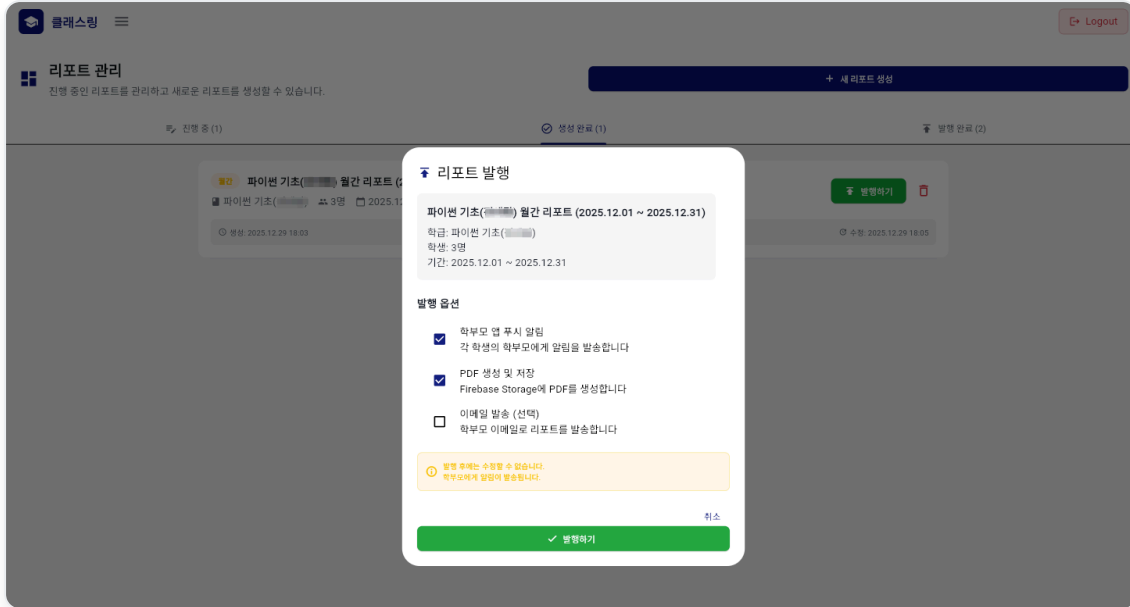 클래스링
Logout
리포트 관리
진행 중인 리포트를 관리하고 새로운 리포트를 생성할 수 있습니다.
+ 새 리포트 생성
진행 중 (1)
생성 완료 (1)
발행 완료 (2)
월간 파이썬 기초( ) 월간 리포트 (2
파이썬 기초( ) 3명 2025.12
생성: 2025.12.29 18:03
발행하기
수정: 2025.12.29 18:05
리포트 발행
파이썬 기초( ) 월간 리포트 (2025.12.01 ~ 2025.12.31)
학급: 파이썬 기초( )
학생: 3명
기간: 2025.12.01 ~ 2025.12.31
발행 옵션
학부모 앱 푸시 알림
각 학생의 학부모에게 알림을 발송합니다
PDF 생성 및 저장
Firebase Storage에 PDF를 생성합니다
이메일 발송 (선택)
학부모 이메일로 리포트를 발송합니다
발행 후에는 수정할 수 없습니다.
학부모에게 알림이 발송됩니다.
취소
발행하기